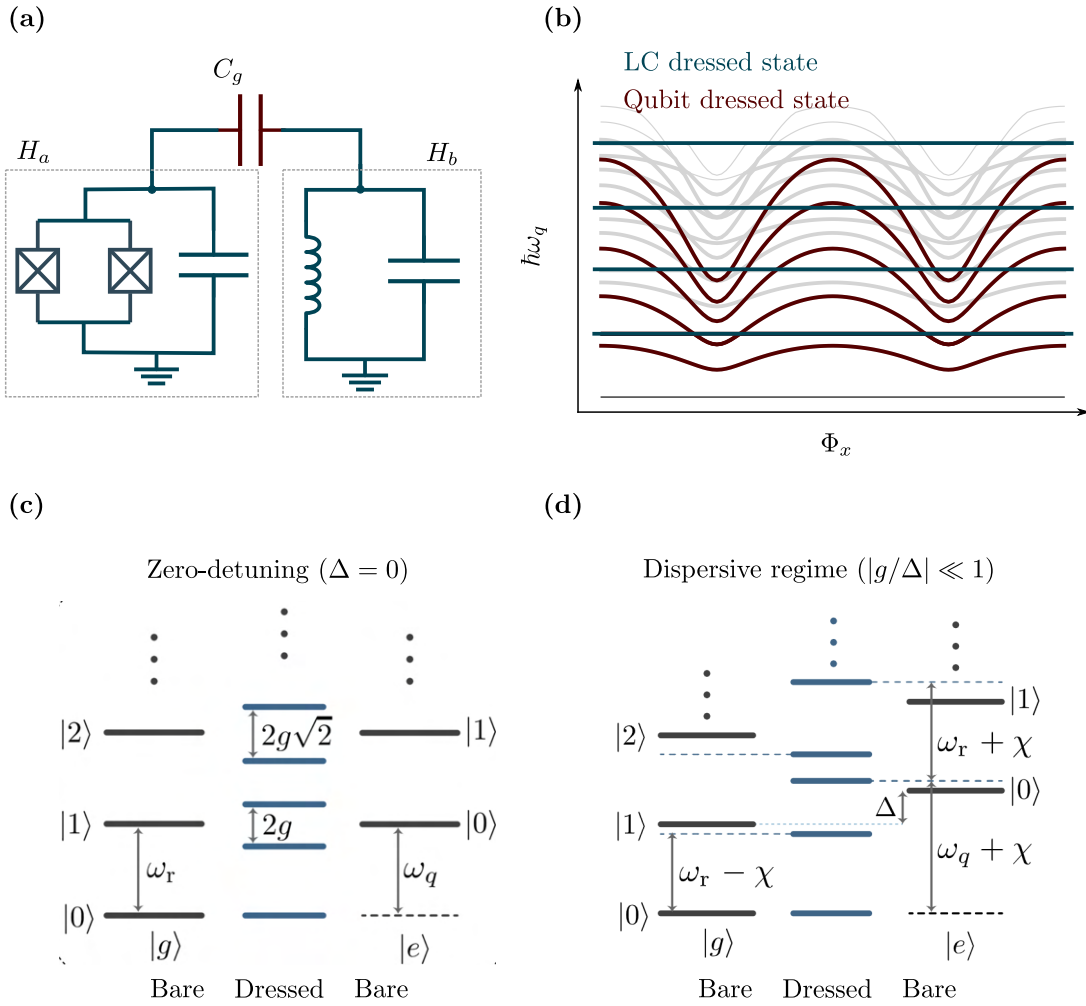 (a)
C_g
H_a
H_b
(b)
LC dressed state
Qubit dressed state
ℏω_q
Φ_x
(c)
Zero-detuning (Δ = 0)
|2⟩
2g√2
|1⟩
|1⟩
2g
|0⟩
ω_r
ω_q
|0⟩
|g⟩
|e⟩
Bare Dressed Bare
(d)
Dispersive regime (|g/Δ| ≪ 1)
|1⟩
|2⟩
ω_r + χ
|0⟩
Δ
|1⟩
ω_r − χ
ω_q + χ
|0⟩
|g⟩
|e⟩
Bare Dressed Bare